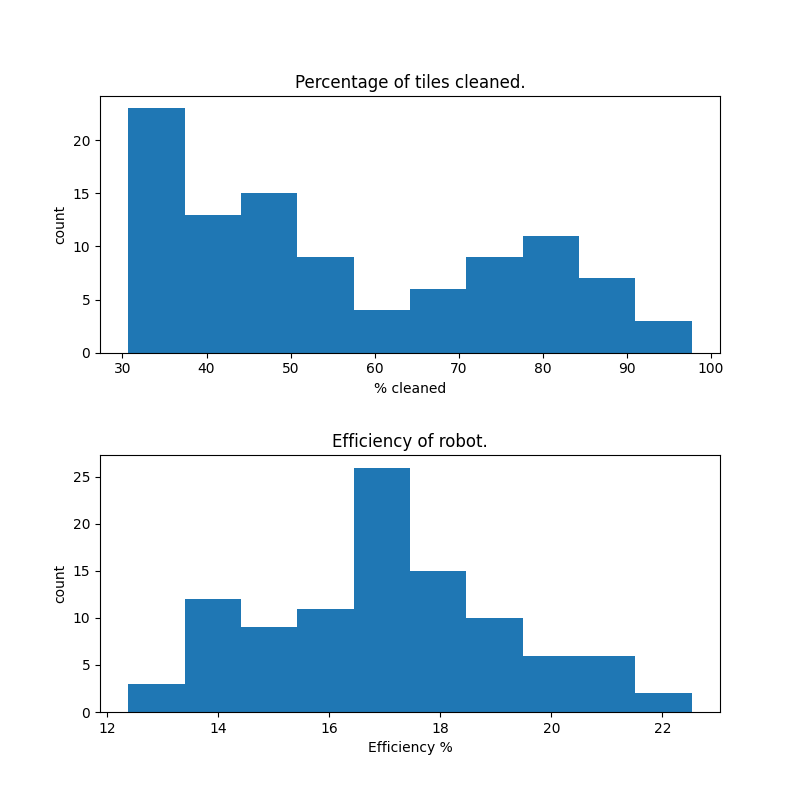 Percentage of tiles cleaned.
20
15
10
5
0
count
30 40 50 60 70 80 90 100
% cleaned
Efficiency of robot.
25
20
15
10
5
0
count
12 14 16 18 20 22
Efficiency %